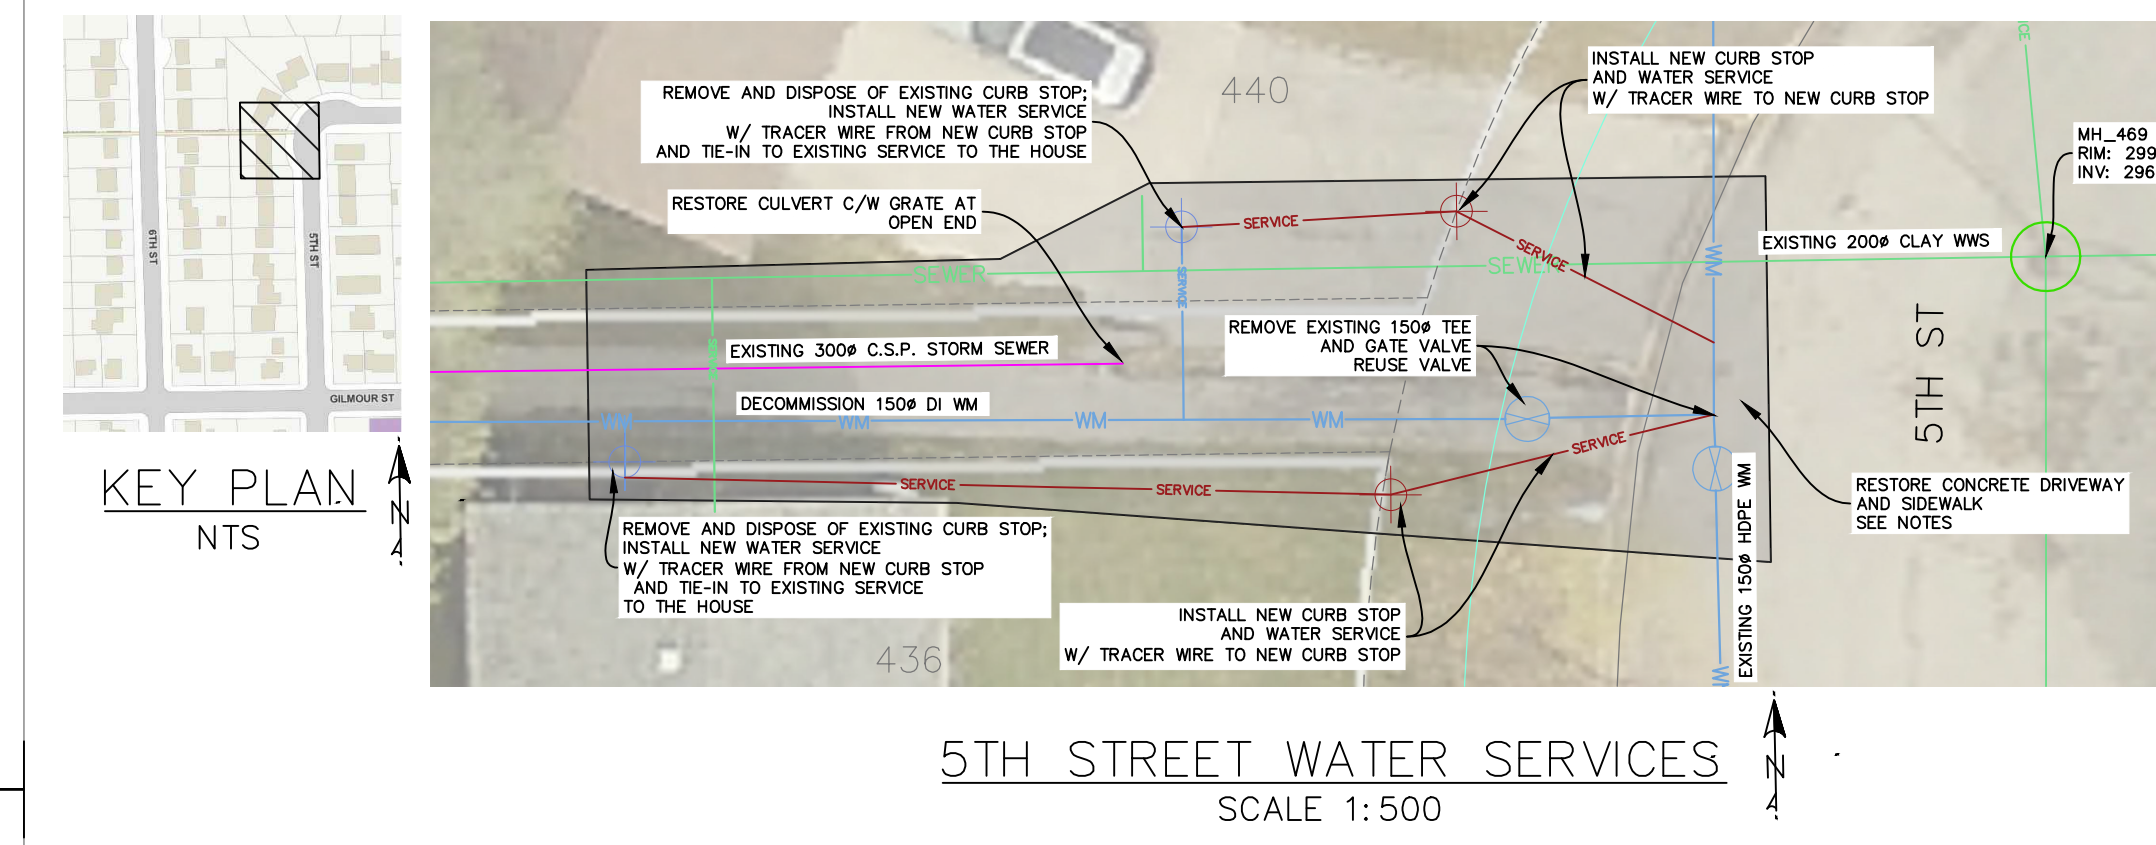 6TH ST
5TH ST
GILMOUR ST
KEY PLAN
NTS
N
440
REMOVE AND DISPOSE OF EXISTING CURB STOP;
INSTALL NEW WATER SERVICE
W/ TRACER WIRE FROM NEW CURB STOP
AND TIE-IN TO EXISTING SERVICE TO THE HOUSE
INSTALL NEW CURB STOP
AND WATER SERVICE
W/ TRACER WIRE TO NEW CURB STOP
MH_469
RIM: 299
INV: 296
RESTORE CULVERT C/W GRATE AT
OPEN END
SERVICE
SERVICE
EXISTING 200ø CLAY WWS
WM
SEWER
SEWER
SERVICE
REMOVE EXISTING 150ø TEE
AND GATE VALVE
REUSE VALVE
EXISTING 300ø C.S.P. STORM SEWER
5TH ST
DECOMMISSION 150ø DI WM
WM
WM
WM
WM
SERVICE
SERVICE
SERVICE
EXISTING 150ø HDPE WM
RESTORE CONCRETE DRIVEWAY
AND SIDEWALK
SEE NOTES
REMOVE AND DISPOSE OF EXISTING CURB STOP;
INSTALL NEW WATER SERVICE
W/ TRACER WIRE FROM NEW CURB STOP
AND TIE-IN TO EXISTING SERVICE
TO THE HOUSE
INSTALL NEW CURB STOP
AND WATER SERVICE
W/ TRACER WIRE TO NEW CURB STOP
436
5TH STREET WATER SERVICES
SCALE 1:500
N